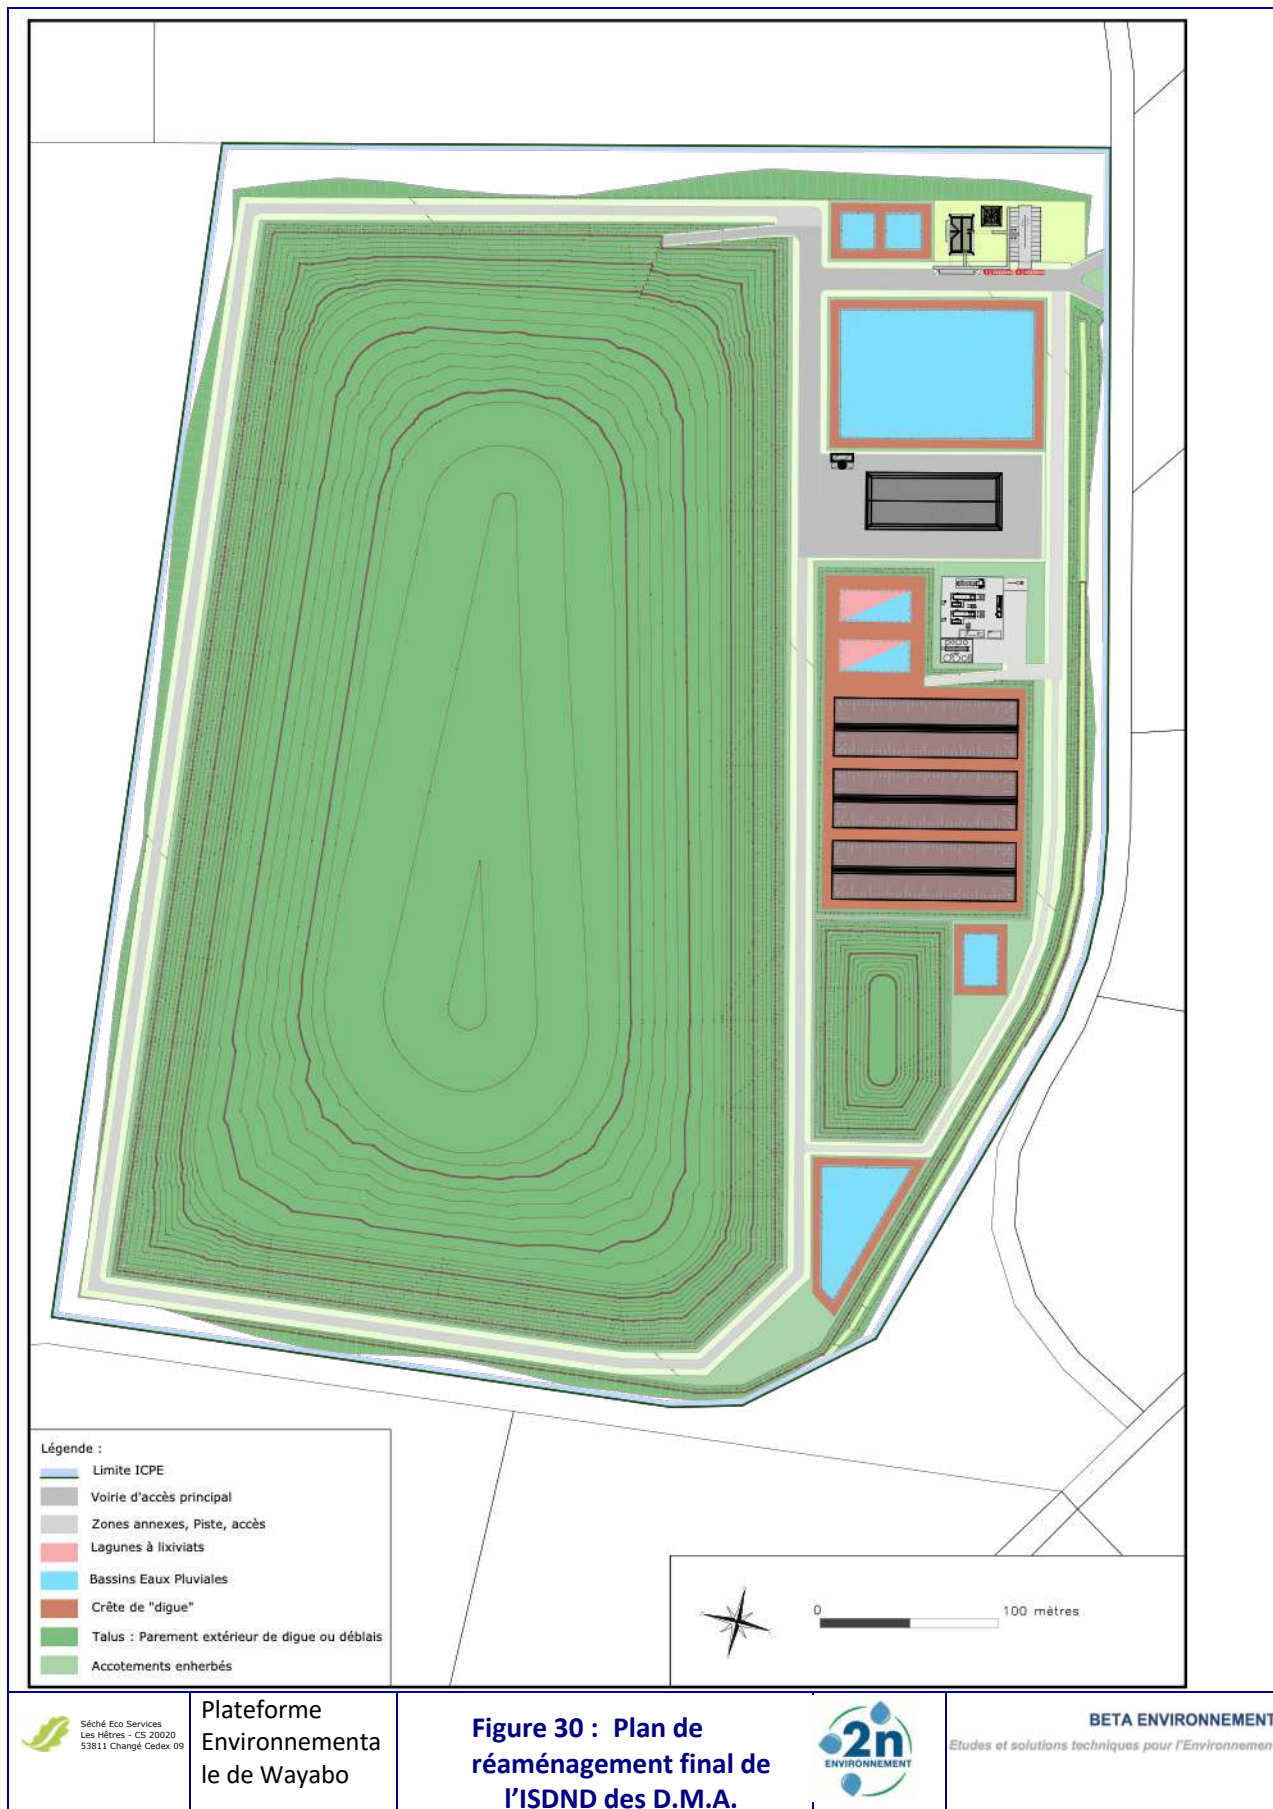 Légende :
Limite ICPE
Voirie d'accès principal
Zones annexes, Piste, accès
Lagunes à lixiviats
Bassins Eaux Pluviales
Crête de "digue"
Talus : Parement extérieur de digue ou déblais
Accotements enherbés
0
100 mètres
Séché Eco Services
Les Hêtres - CS 20020
53811 Changé Cedex 09
Plateforme
Environnementa
le de Wayabo
Figure 30 : Plan de
réaménagement final de
l'ISDND des D.M.A.
2n
ENVIRONNEMENT
BETA ENVIRONNEMENT
Etudes et solutions techniques pour l'Environnemen